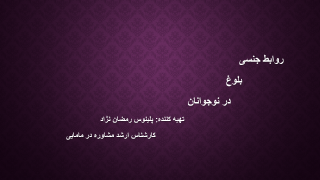 روابط جنسی
بلوغ
در نوجوانان
تهیه کننده: پلینوس رمضان نژاد
کارشناس ارشد مشاوره در مامایی